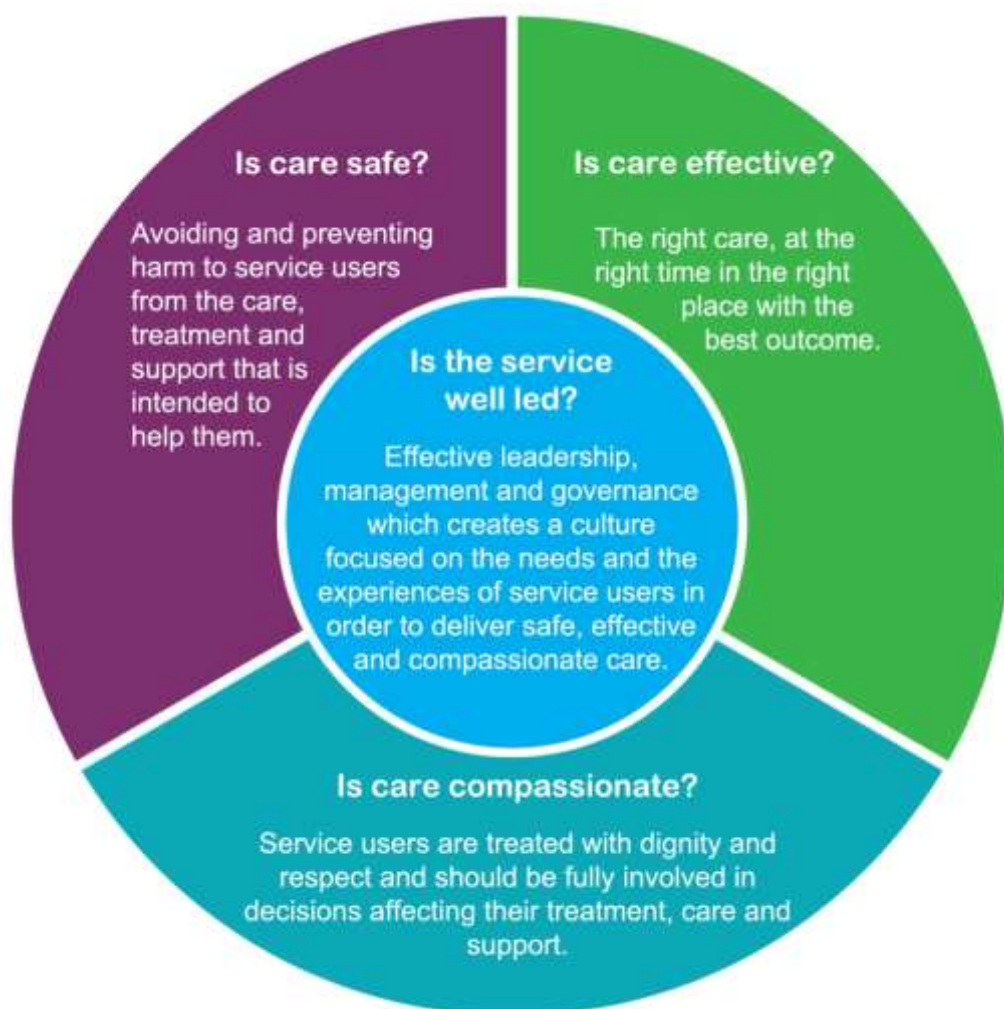 Is care safe?
Avoiding and preventing
harm to service users
from the care,
treatment and
support that is
intended to
help them.
Is care effective?
The right care, at the
right time in the right
place with the
best outcome.
Is the service
well led?
Effective leadership,
management and governance
which creates a culture
focused on the needs and the
experiences of service users in
order to deliver safe, effective
and compassionate care.
Is care compassionate?
Service users are treated with dignity and
respect and should be fully involved in
decisions affecting their treatment, care and
support.